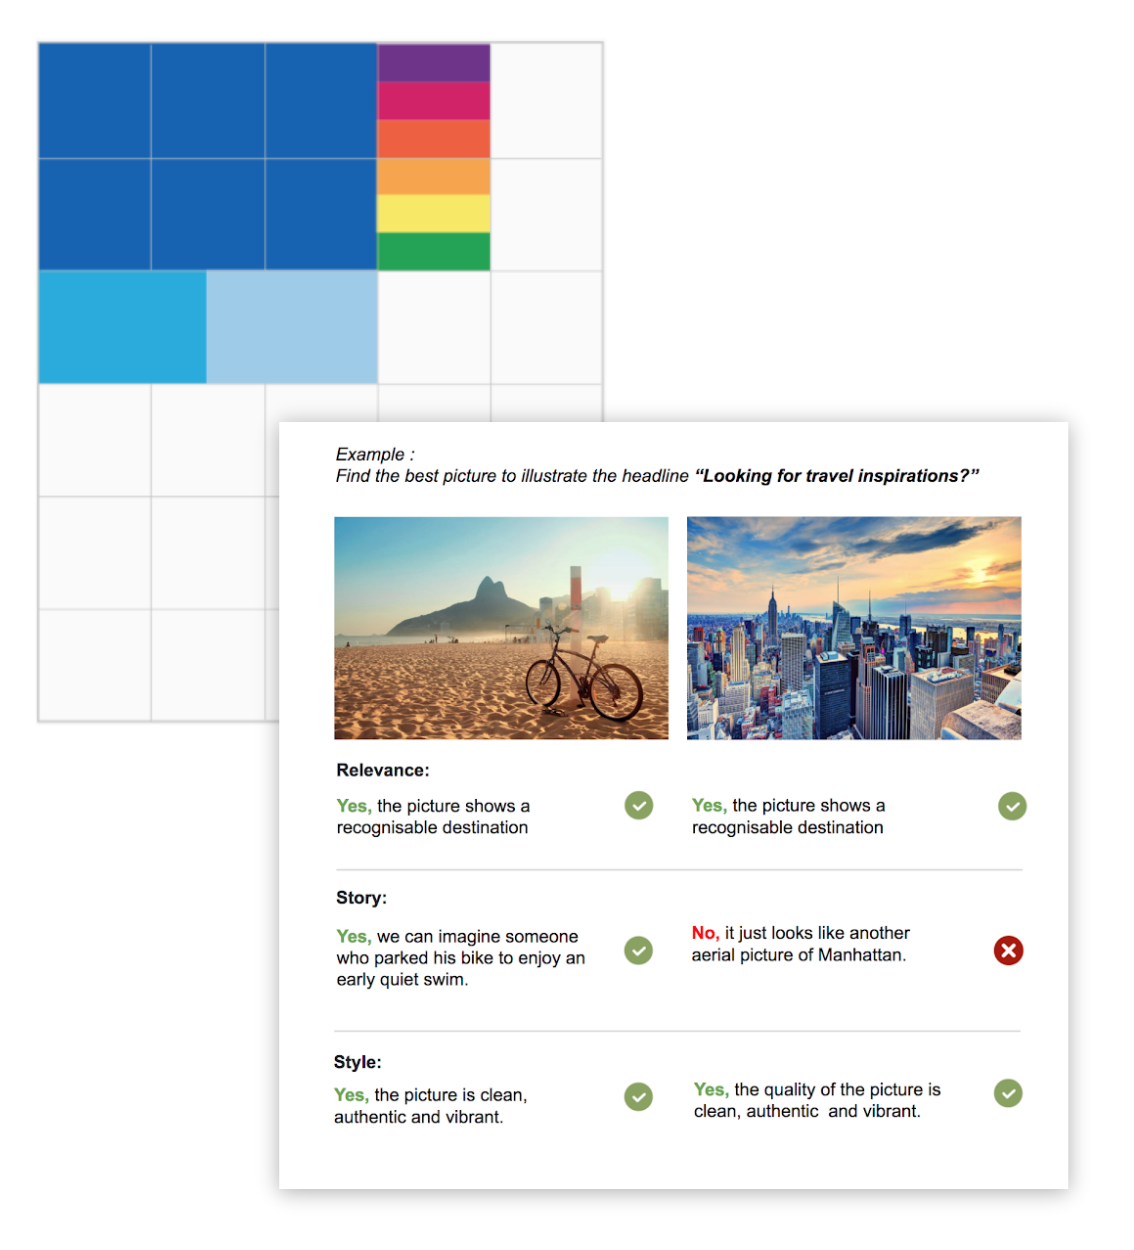 Example :
Find the best picture to illustrate the headline “Looking for travel inspirations?”
Relevance:
Yes, the picture shows a
recognisable destination
Yes, the picture shows a
recognisable destination
Story:
Yes, we can imagine someone
who parked his bike to enjoy an
early quiet swim.
No, it just looks like another
aerial picture of Manhattan.
Style:
Yes, the picture is clean,
authentic and vibrant.
Yes, the quality of the picture is
clean, authentic  and vibrant.